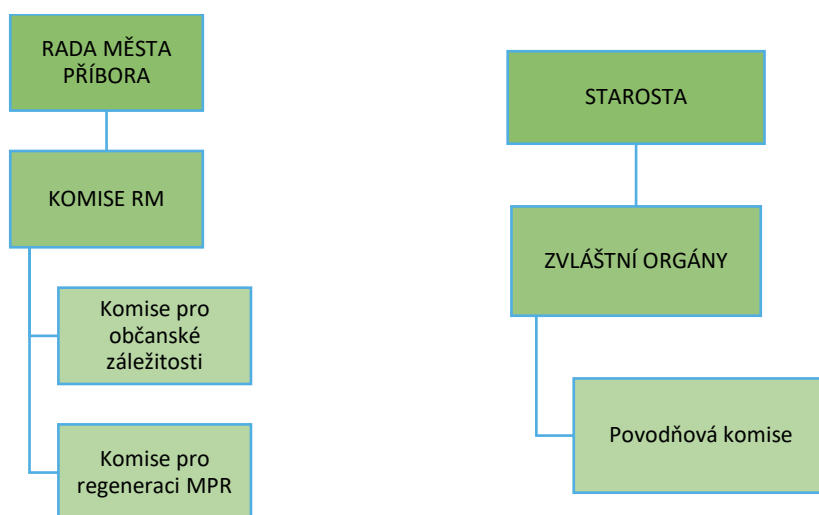 RADA MĚSTA
PŘÍBORA
KOMISE RM
Komise pro
občanské
záležitosti
Komise pro
regeneraci MPR
STAROSTA
ZVLÁŠTNÍ ORGÁNY
Povodňová komise